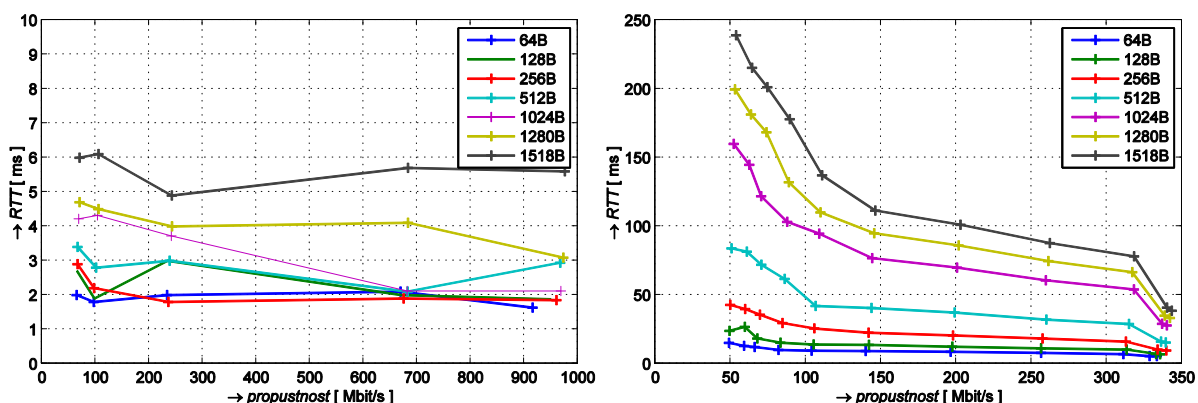 10
9
8
7
6
5
4
3
2
1
0
→ RTT [ ms ]
0 100 200 300 400 500 600 700 800 900 1000
→ propustnost [ Mbit/s ]
64B
128B
256B
512B
1024B
1280B
1518B
250
200
150
100
50
0
→ RTT [ ms ]
0 50 100 150 200 250 300 350
→ propustnost [ Mbit/s ]
64B
128B
256B
512B
1024B
1280B
1518B